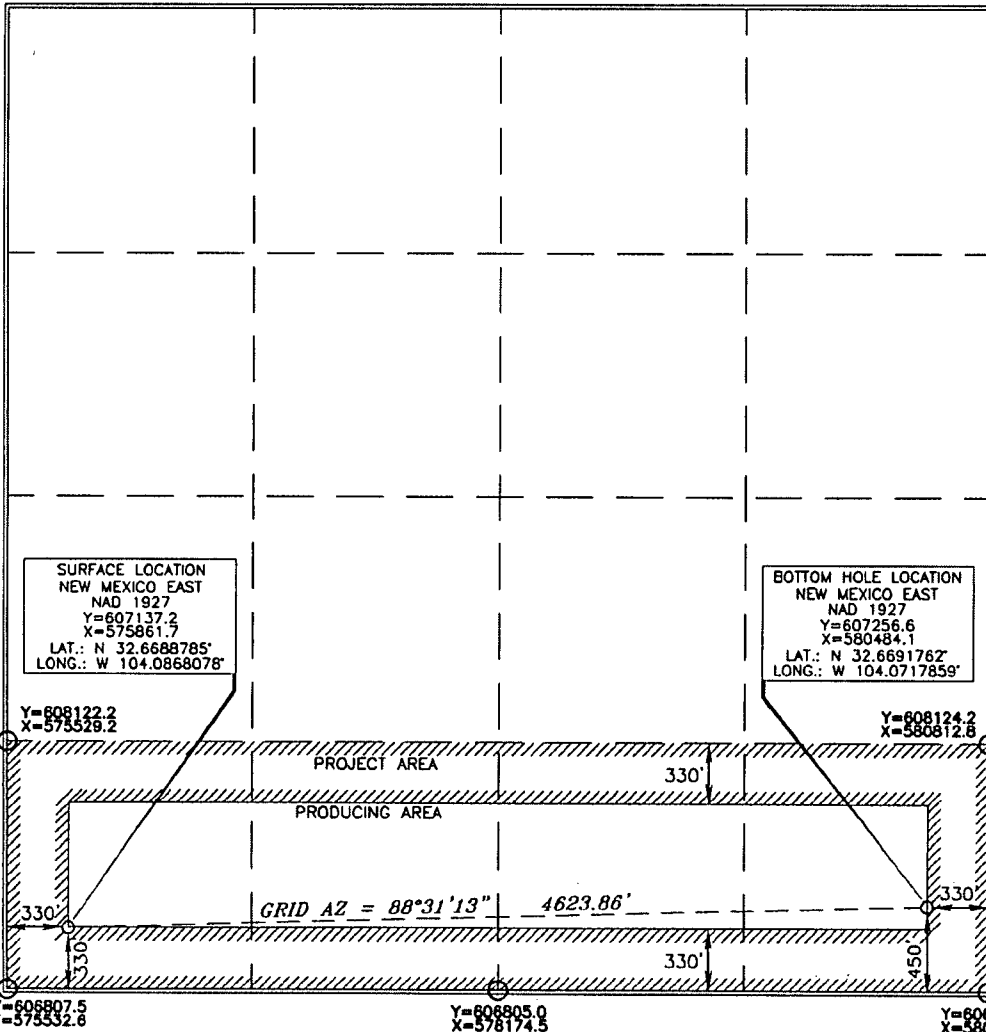 SURFACE LOCATION
NEW MEXICO EAST
NAD 1927
Y=607137.2
X=575861.7
LAT.: N 32.6688785°
LONG.: W 104.0868078°
BOTTOM HOLE LOCATION
NEW MEXICO EAST
NAD 1927
Y=607256.6
X=580484.1
LAT.: N 32.6691762°
LONG.: W 104.0717859°
Y=608122.2
X=575529.2
Y=608124.2
X=580812.8
PROJECT AREA
330'
PRODUCING AREA
330'
GRID AZ = 88°31'13" 4623.86'
330'
330'
330'
450'
Y=606807.5
X=575532.6
Y=606805.0
X=578174.5
Y=606
X=580